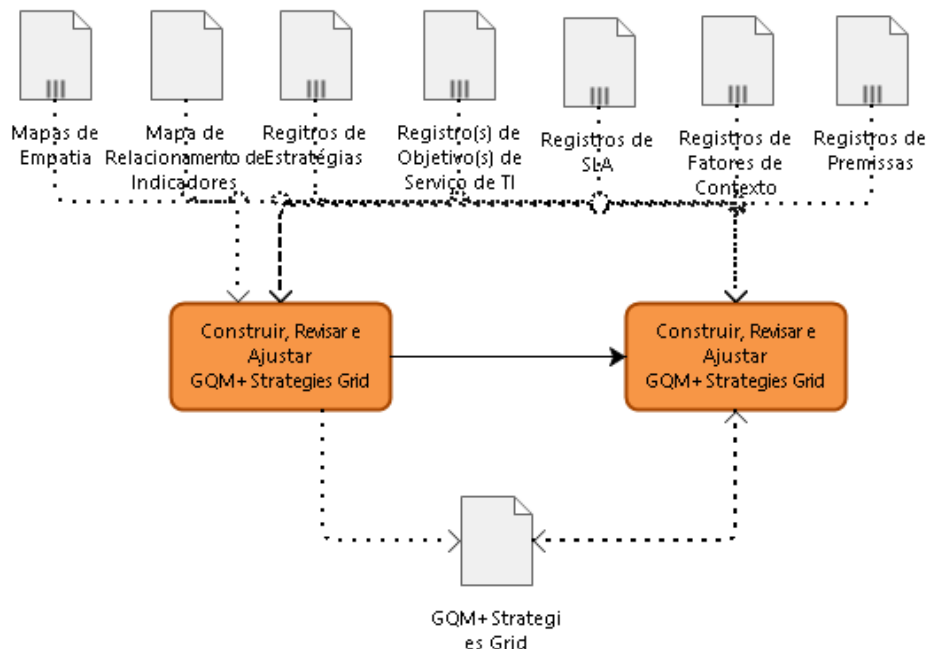 Mapas de
Empatia
Mapa de
Relacionamento de
Indicadores
Regitros de
Estratégias
Registro(s) de
Objetivo(s) de
Serviço de TI
Registros de
SLA
Registros de
Fatores de
Contexto
Registros de
Premissas
Construir, Revisar e
Ajustar
GQM+ Strategies Grid
Construir, Revisar e
Ajustar
GQM+ Strategies Grid
GQM+ Strategi
es Grid